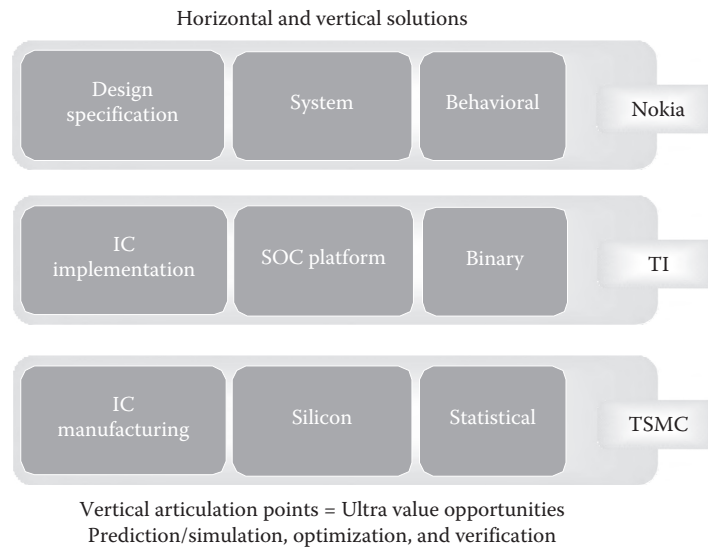 Horizontal and vertical solutions
Design
specification
System
Behavioral
Nokia
IC
implementation
SOC platform
Binary
TI
IC
manufacturing
Silicon
Statistical
TSMC
Vertical articulation points = Ultra value opportunities
Prediction/simulation, optimization, and verification